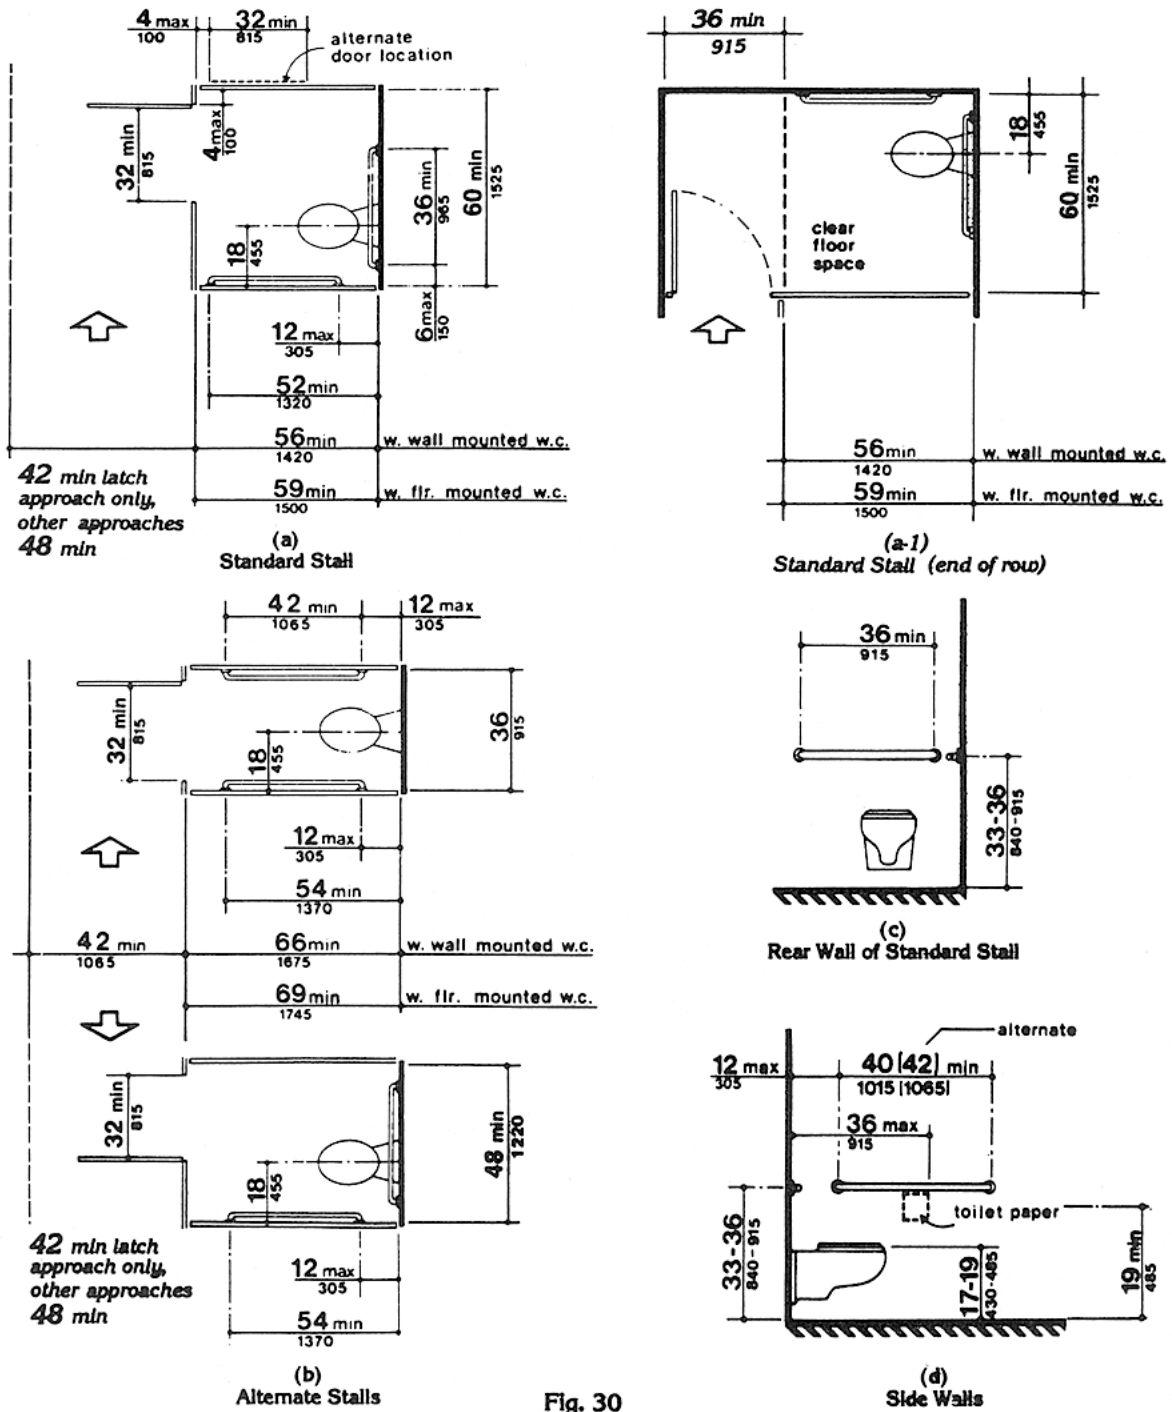 4 max
100
32 min
815
alternate
door location
32 min
815
4 max
100
36 min
965
60 min
1525
18
455
6 max
150
12 max
305
52 min
1320
56 min
1420
w. wall mounted w.c.
59 min
1500
w. flr. mounted w.c.
42 min latch
approach only,
other approaches
48 min
(a)
Standard Stall
36 min
915
18
455
60 min
1525
clear
floor
space
56 min
1420
w. wall mounted w.c.
59 min
1500
w. flr. mounted w.c.
(a-1)
Standard Stall (end of row)
42 min
1065
12 max
305
32 min
815
18
455
36
915
12 max
305
54 min
1370
42 min
1065
66 min
1675
w. wall mounted w.c.
69 min
1745
w. flr. mounted w.c.
32 min
815
18
455
48 min
1220
12 max
305
54 min
1370
42 min latch
approach only,
other approaches
48 min
(b)
Alternate Stalls
36 min
915
33-36
840-915
(c)
Rear Wall of Standard Stall
alternate
12 max
305
40 (42) min
1015 (1065)
36 max
915
toilet paper
33-36
840-915
17-19
430-485
19 min
485
(d)
Side Walls
Fig. 30